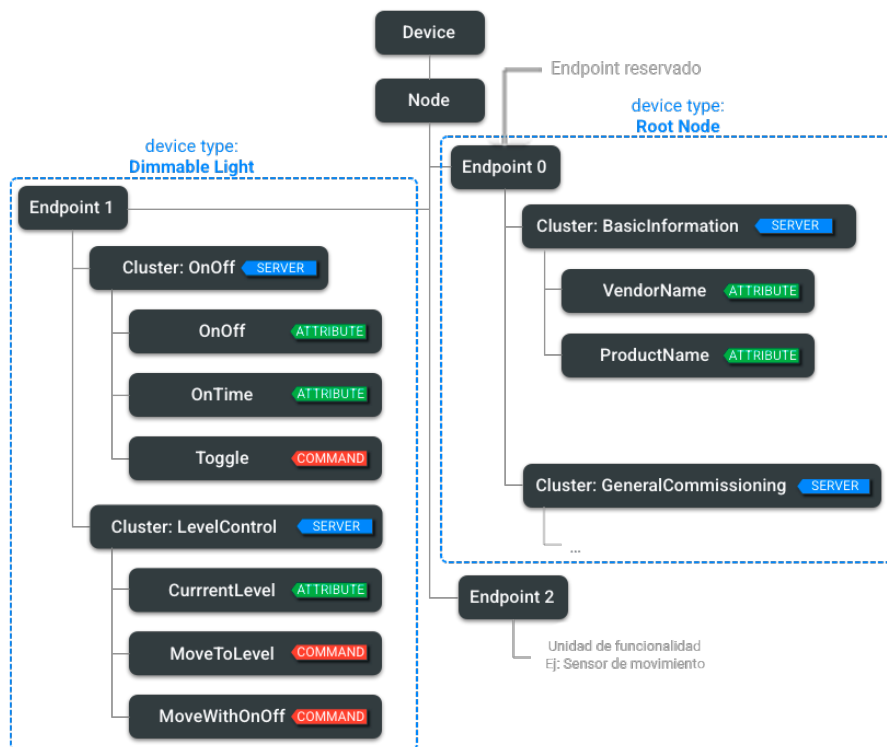 Device
Node
Endpoint reservado
device type:
Root Node
Endpoint 0
Cluster: BasicInformation SERVER
VendorName ATTRIBUTE
ProductName ATTRIBUTE
Cluster: GeneralCommissioning SERVER
...
device type:
Dimmable Light
Endpoint 1
Cluster: OnOff SERVER
OnOff ATTRIBUTE
OnTime ATTRIBUTE
Toggle COMMAND
Cluster: LevelControl SERVER
CurrrentLevel ATTRIBUTE
MoveToLevel COMMAND
MoveWithOnOff COMMAND
Endpoint 2
Unidad de funcionalidad
Ej: Sensor de movimiento